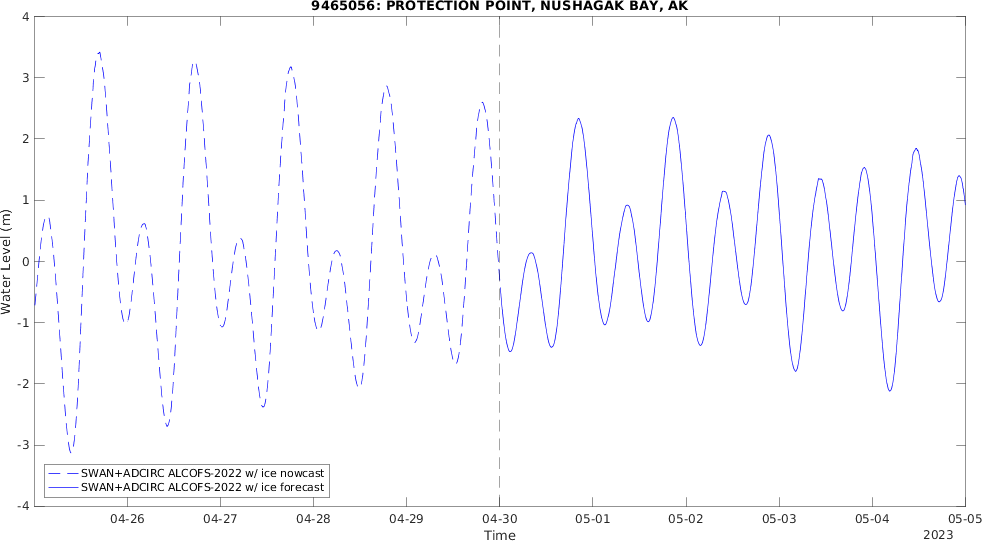 9465056: PROTECTION POINT, NUSHAGAK BAY, AK
Water Level (m)
4
3
2
1
0
-1
-2
-3
-4
SWAN+ADCIRC ALCOFS-2022 w/ ice nowcast
SWAN+ADCIRC ALCOFS-2022 w/ ice forecast
04-26 04-27 04-28 04-29 04-30 05-01 05-02 05-03 05-04 05-05
Time
2023